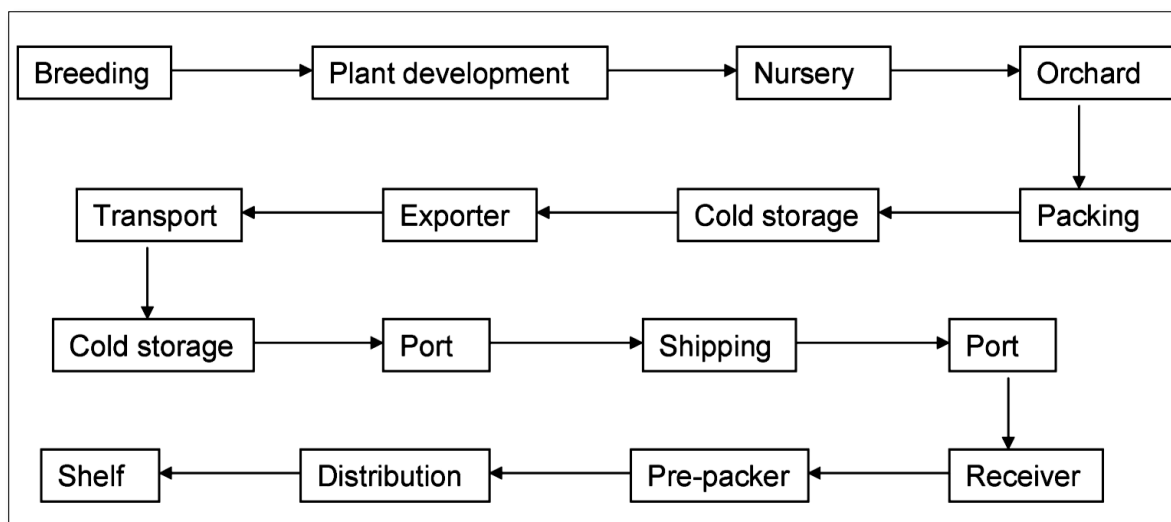 Breeding
Plant development
Nursery
Orchard
Transport
Exporter
Cold storage
Packing
Cold storage
Port
Shipping
Port
Shelf
Distribution
Pre-packer
Receiver